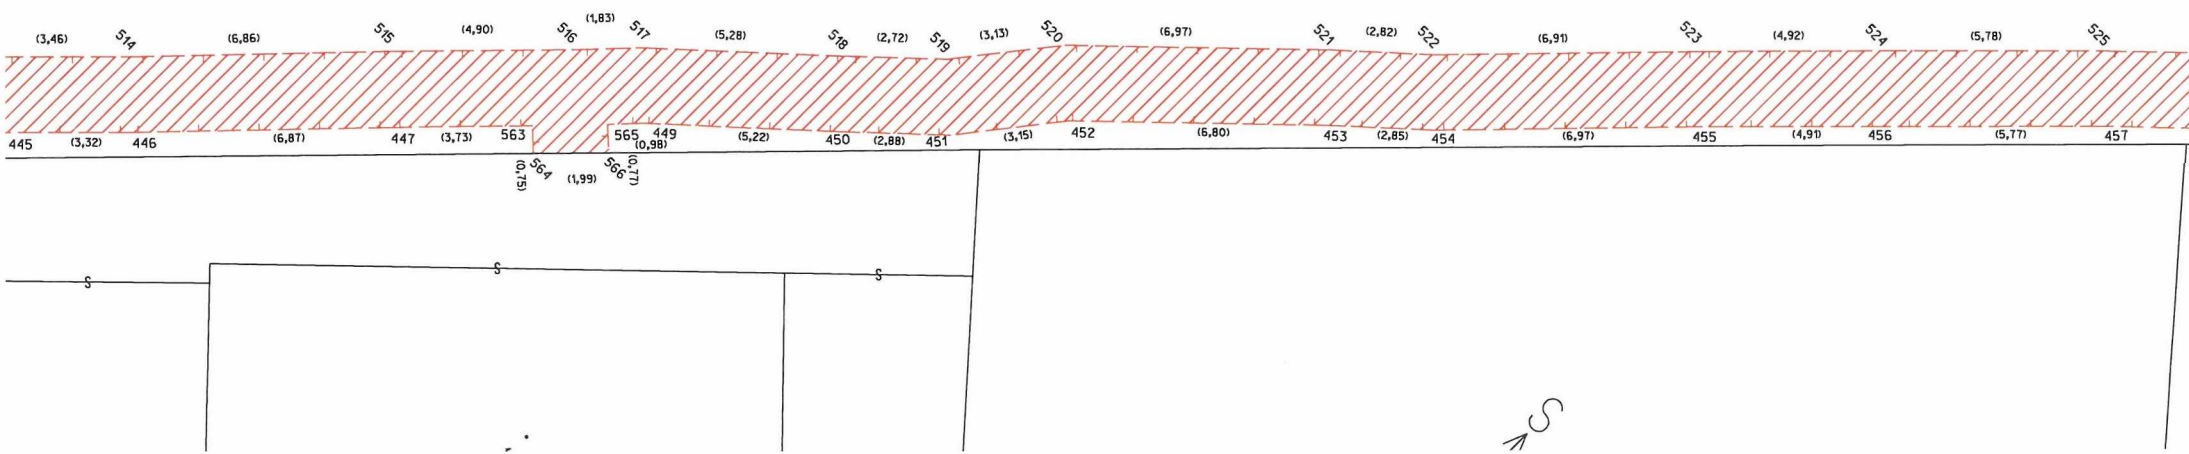 (3,46) 514 (6,86) 515 (4,90) 516 (1,83) 517 (5,28) 518 (2,72) 519 (3,13) 520 (6,97) 521 (2,82) 522 (6,91) 523 (4,92) 524 (5,78) 525
445 (3,32) 446 (6,87) 447 (3,73) 563 565 449 (5,22) 450 (2,88) 451 (3,15) 452 (6,80) 453 (2,85) 454 (6,97) 455 (4,91) 456 (5,77) 457
(0,98)
(0,75) 564 (1,99) 566 (0,77)
S S S
S